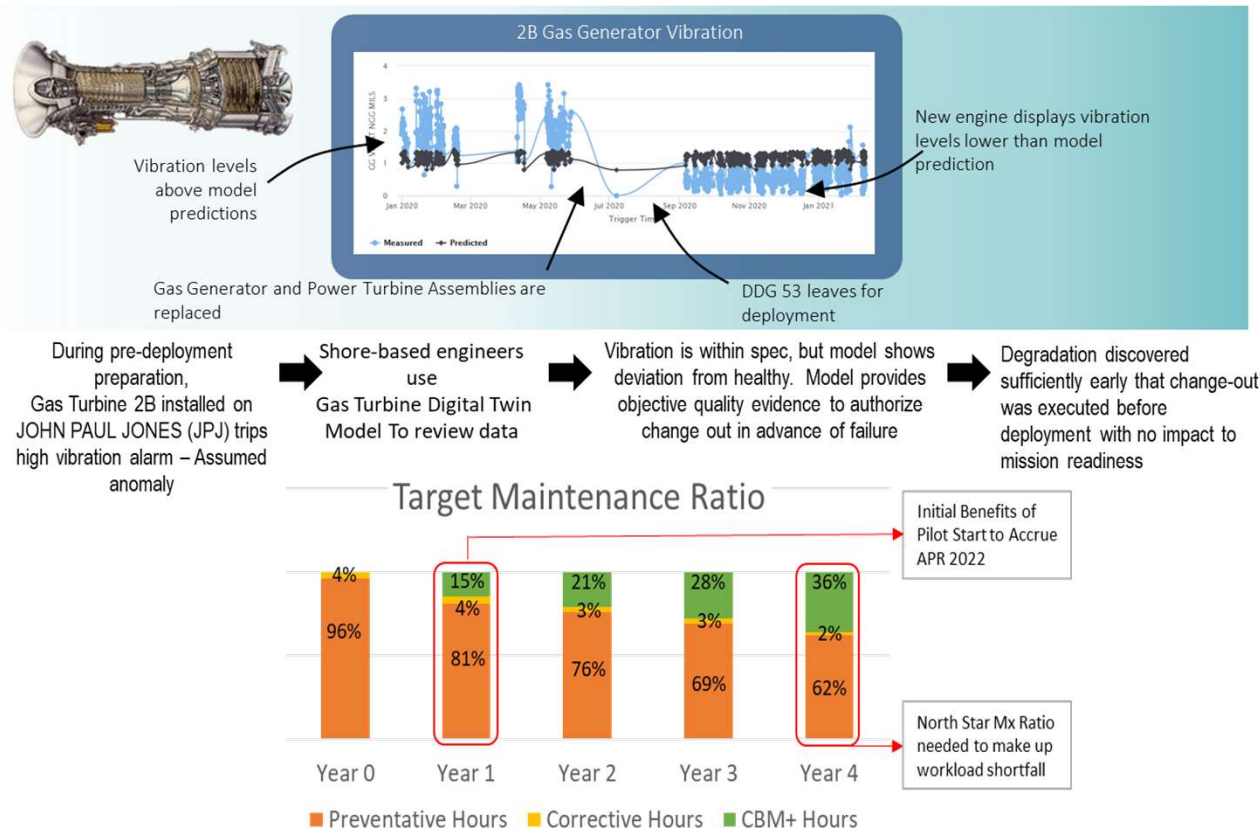 2B Gas Generator Vibration
4
3
2
1
0
Jan 2020
Mar 2020
May 2020
Jul 2020
Sep 2020
Nov 2020
Jan 2021
Measured
Predicted
Vibration levels
above model
predictions
New engine displays vibration
levels lower than model
prediction
Gas Generator and Power Turbine Assemblies are
replaced
DDG 53 leaves for
deployment
During pre-deployment
preparation,
Gas Turbine 2B installed on
JOHN PAUL JONES (JPJ) trips
high vibration alarm – Assumed
anomaly
Shore-based engineers
use
Gas Turbine Digital Twin
Model To review data
Vibration is within spec, but model shows
deviation from healthy. Model provides
objective quality evidence to authorize
change out in advance of failure
Degradation discovered
sufficiently early that change-out
was executed before
deployment with no impact to
mission readiness
Target Maintenance Ratio
4%
96%
15%
4%
81%
21%
3%
76%
28%
3%
69%
36%
2%
62%
Year 0
Year 1
Year 2
Year 3
Year 4
Preventative Hours
Corrective Hours
CBM+ Hours
Initial Benefits of
Pilot Start to Accrue
APR 2022
North Star Mx Ratio
needed to make up
workload shortfall